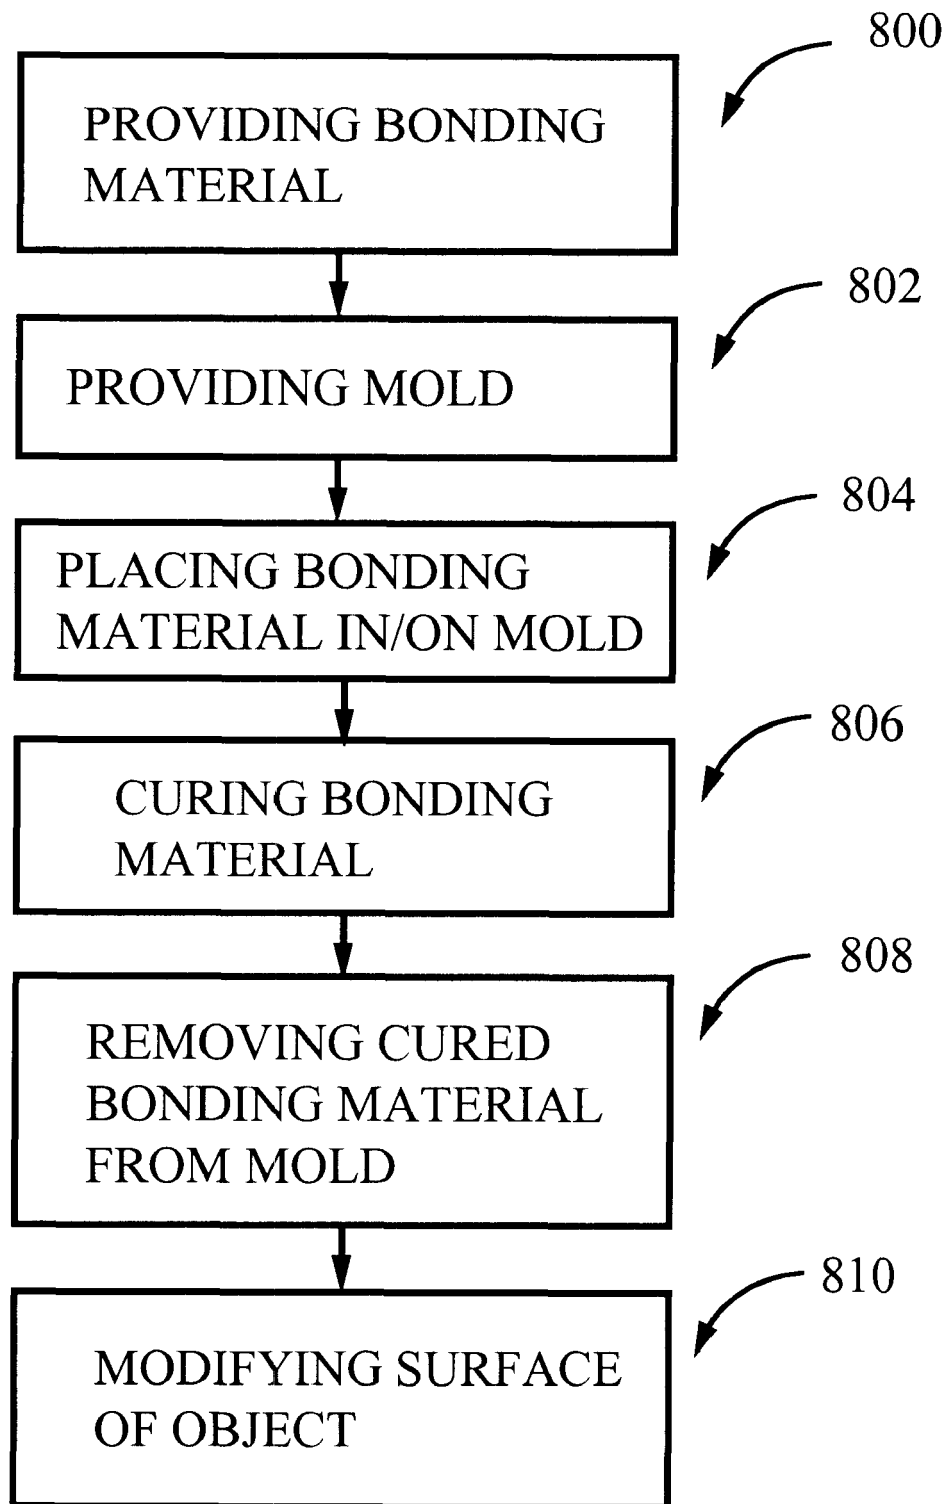 800
PROVIDING BONDING
MATERIAL
802
PROVIDING MOLD
804
PLACING BONDING
MATERIAL IN/ON MOLD
806
CURING BONDING
MATERIAL
808
REMOVING CURED
BONDING MATERIAL
FROM MOLD
810
MODIFYING SURFACE
OF OBJECT